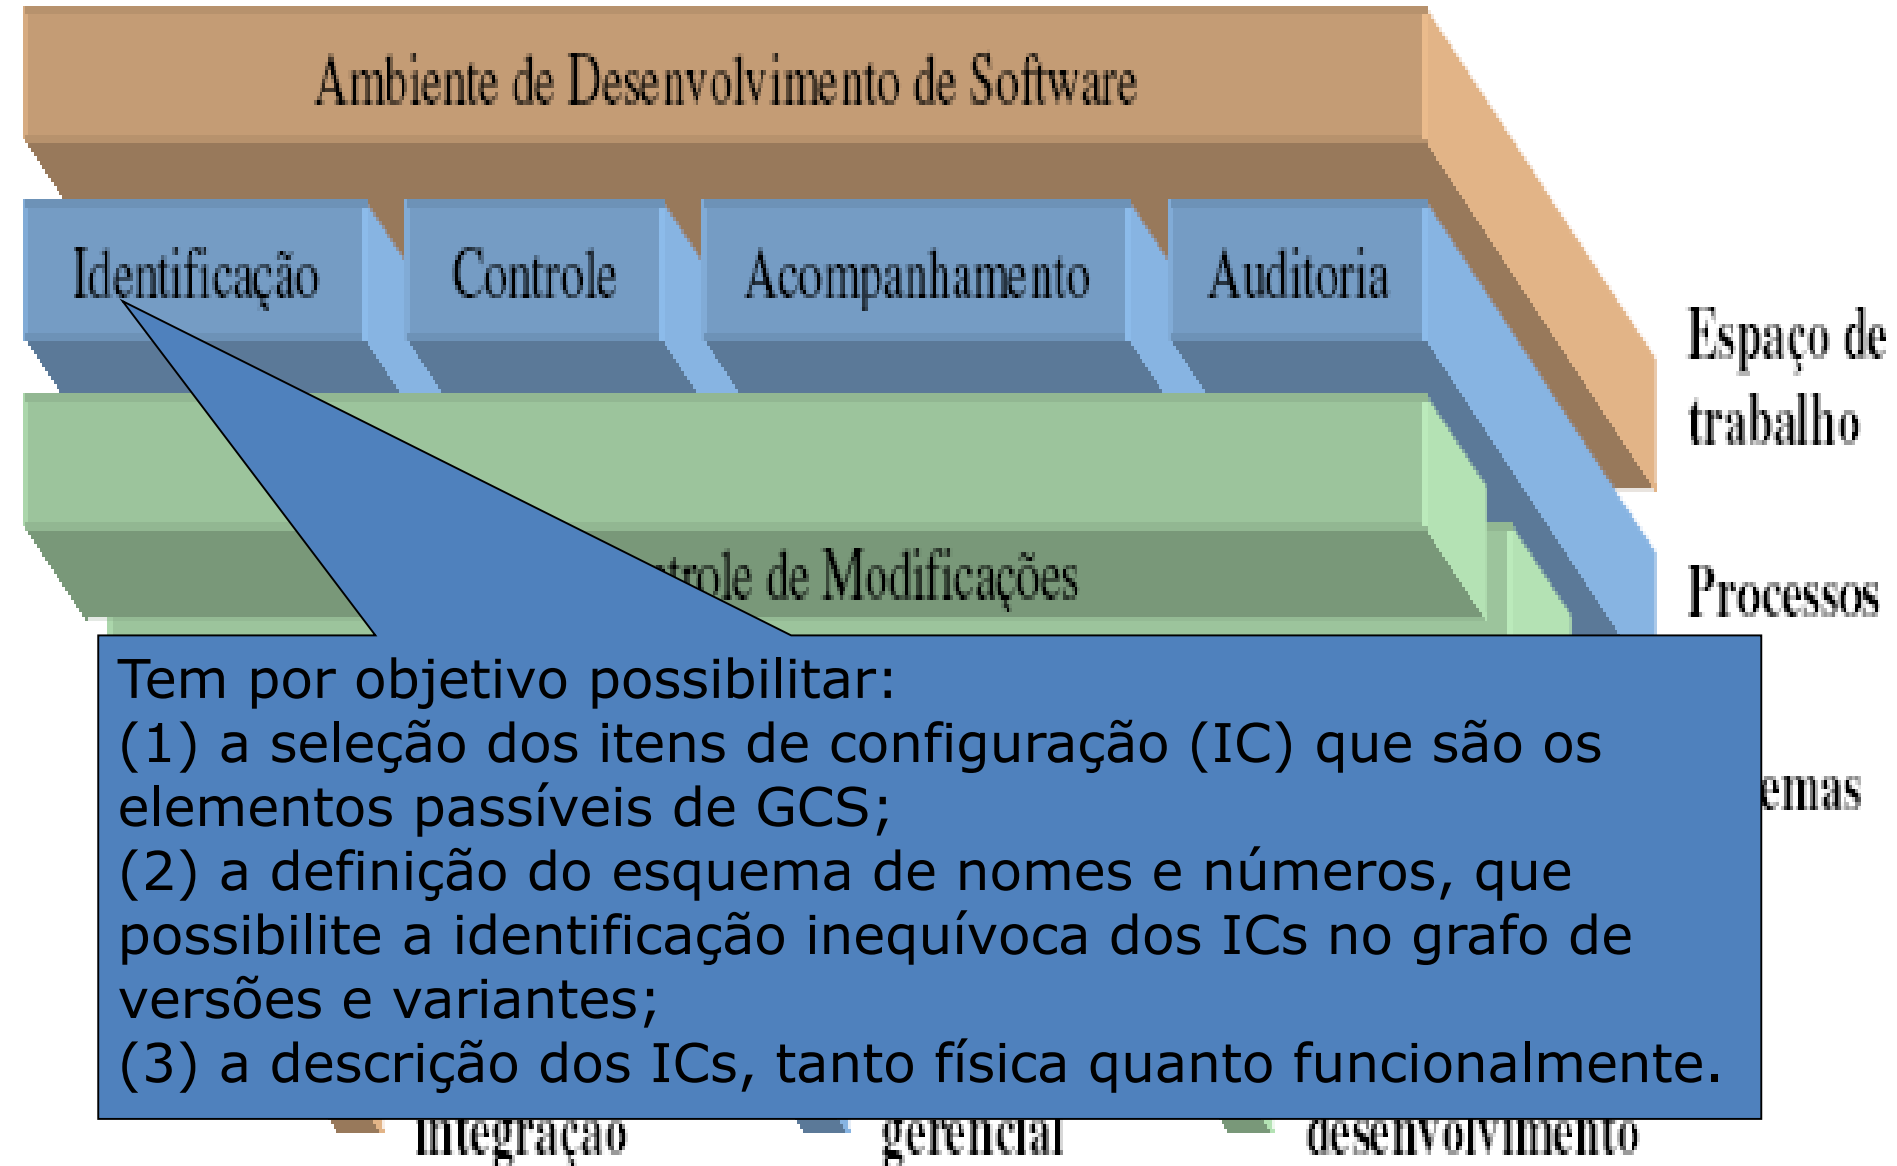 Ambiente de Desenvolvimento de Software
Identificação
Controle
Acompanhamento
Auditoria
Espaço de
trabalho
de Modificações
Processos
Tem por objetivo possibilitar:
(1) a seleção dos itens de configuração (IC) que são os
elementos passíveis de GCS;
(2) a definição do esquema de nomes e números, que
possibilite a identificação inequívoca dos ICs no grafo de
versões e variantes;
(3) a descrição dos ICs, tanto física quanto funcionalmente.
integração
gerencial
desenvolvimento